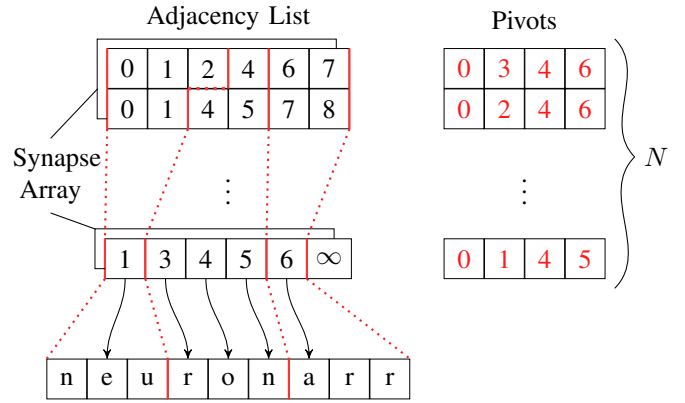 Adjacency List Pivots
0 1 2 4 6 7 0 3 4 6
0 1 4 5 7 8 0 2 4 6
Synapse
Array
⋮ ⋮
N
1 3 4 5 6 ∞ 0 1 4 5
n e u r o n a r r